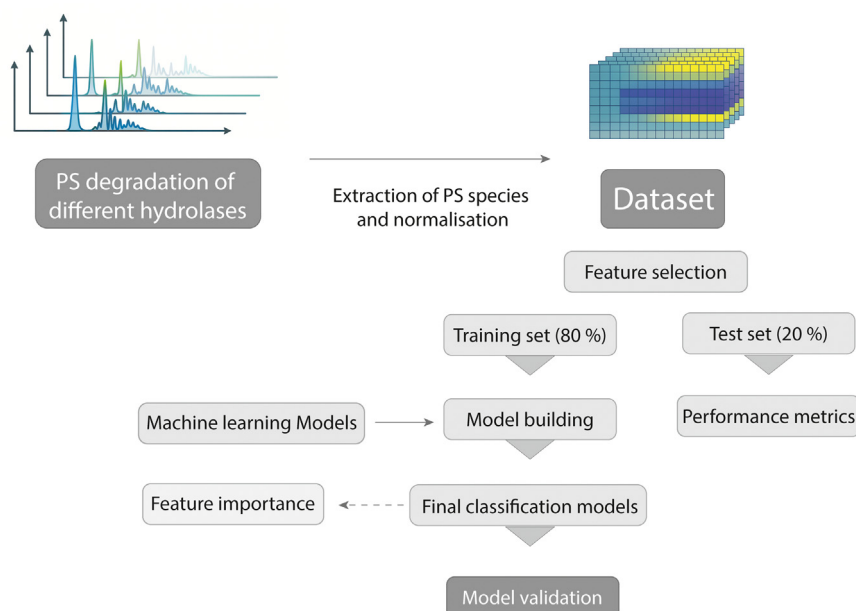 PS degradation of
different hydrolases
Extraction of PS species
and normalisation
Dataset
Feature selection
Training set (80 %)
Test set (20 %)
Machine learning Models
Model building
Performance metrics
Feature importance
Final classification models
Model validation